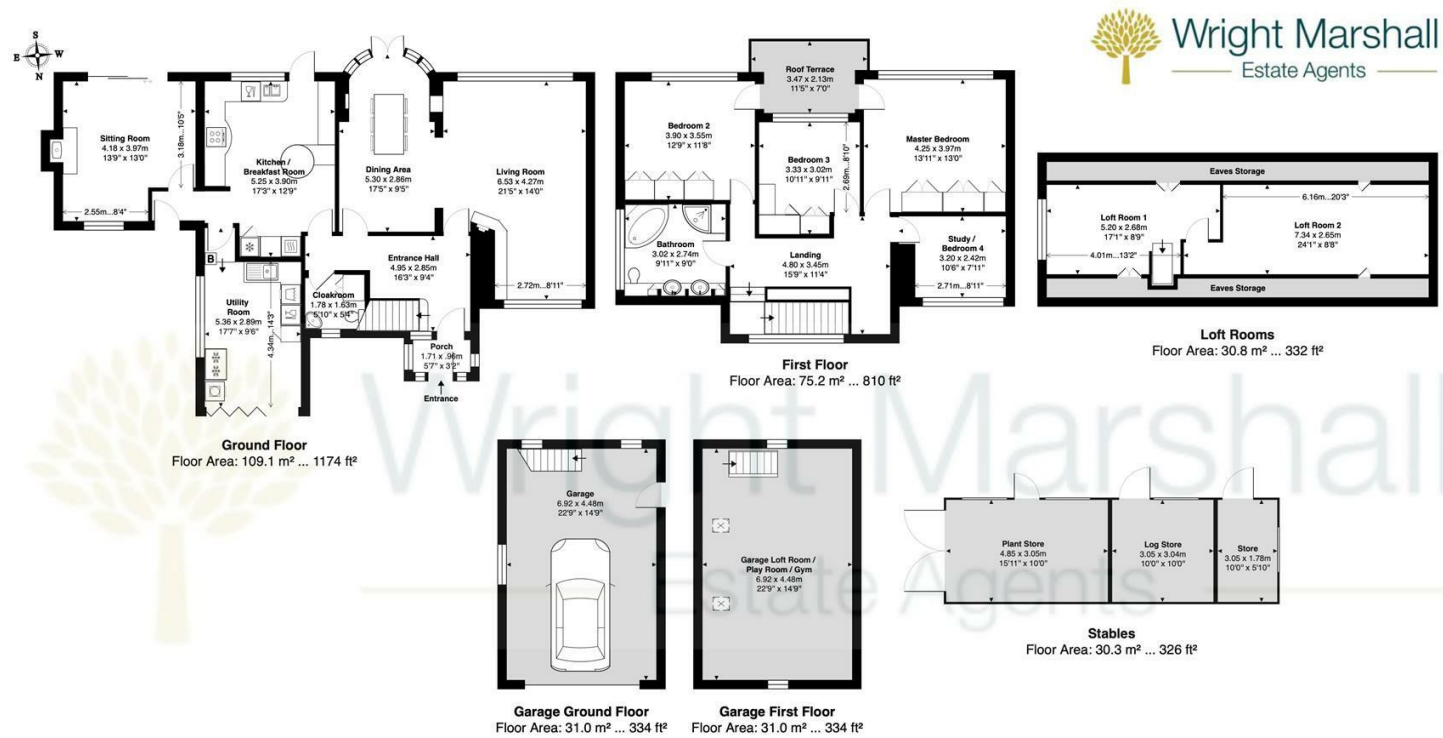 Wright Marshall
Estate Agents
S
E
W
N
Sitting Room
4.18 x 3.97m
13'9" x 13'0"
3.18m...10'5"
2.55m...8'4"
Kitchen /
Breakfast Room
5.25 x 3.90m
17'3" x 12'9"
Dining Area
5.30 x 2.86m
17'5" x 9'5"
Living Room
6.53 x 4.27m
21'5" x 14'0"
2.72m...8'11"
Entrance Hall
4.95 x 2.85m
16'3" x 9'4"
Cloakroom
1.78 x 1.63m
5'10" x 5'4"
B
Utility
Room
5.36 x 2.89m
17'7" x 9'6"
4.34m...14'3"
Porch
1.71 x .96m
5'7" x 3'2"
Entrance
Ground Floor
Floor Area: 109.1 m² ... 1174 ft²
Roof Terrace
3.47 x 2.13m
11'5" x 7'0"
Bedroom 2
3.90 x 3.55m
12'9" x 11'8"
Bedroom 3
3.33 x 3.02m
10'11" x 9'11"
2.69m...8'10"
Master Bedroom
4.25 x 3.97m
13'11" x 13'0"
Bathroom
3.02 x 2.74m
9'11" x 9'0"
Landing
4.80 x 3.45m
15'9" x 11'4"
Study /
Bedroom 4
3.20 x 2.42m
10'6" x 7'11"
2.71m...8'11"
First Floor
Floor Area: 75.2 m² ... 810 ft²
Eaves Storage
Loft Room 1
5.20 x 2.68m
17'1" x 8'9"
4.01m...13'2"
6.16m...20'3"
Loft Room 2
7.34 x 2.65m
24'1" x 8'8"
Eaves Storage
Loft Rooms
Floor Area: 30.8 m² ... 332 ft²
Wright Marshall
Estate Agents
Garage
6.92 x 4.48m
22'9" x 14'9"
Garage Ground Floor
Floor Area: 31.0 m² ... 334 ft²
Garage Loft Room /
Play Room / Gym
6.92 x 4.48m
22'9" x 14'9"
Garage First Floor
Floor Area: 31.0 m² ... 334 ft²
Plant Store
4.85 x 3.05m
15'11" x 10'0"
Log Store
3.05 x 3.04m
10'0" x 10'0"
Store
3.05 x 1.78m
10'0" x 5'10"
Stables
Floor Area: 30.3 m² ... 326 ft²